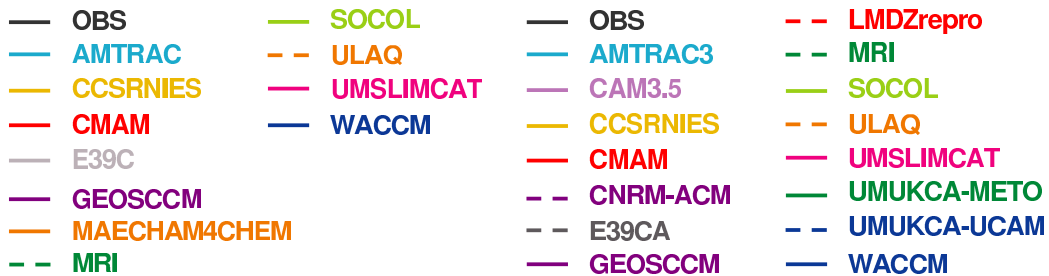 OBS
AMTRAC
CCSRNIES
CMAM
E39C
GEOSCCM
MAECHAM4CHEM
MRI
SOCOL
ULAQ
UMSLIMCAT
WACCM
OBS
AMTRAC3
CAM3.5
CCSRNIES
CMAM
CNRM-ACM
E39CA
GEOSCCM
LMDZrepro
MRI
SOCOL
ULAQ
UMSLIMCAT
UMUKCA-METO
UMUKCA-UCAM
WACCM